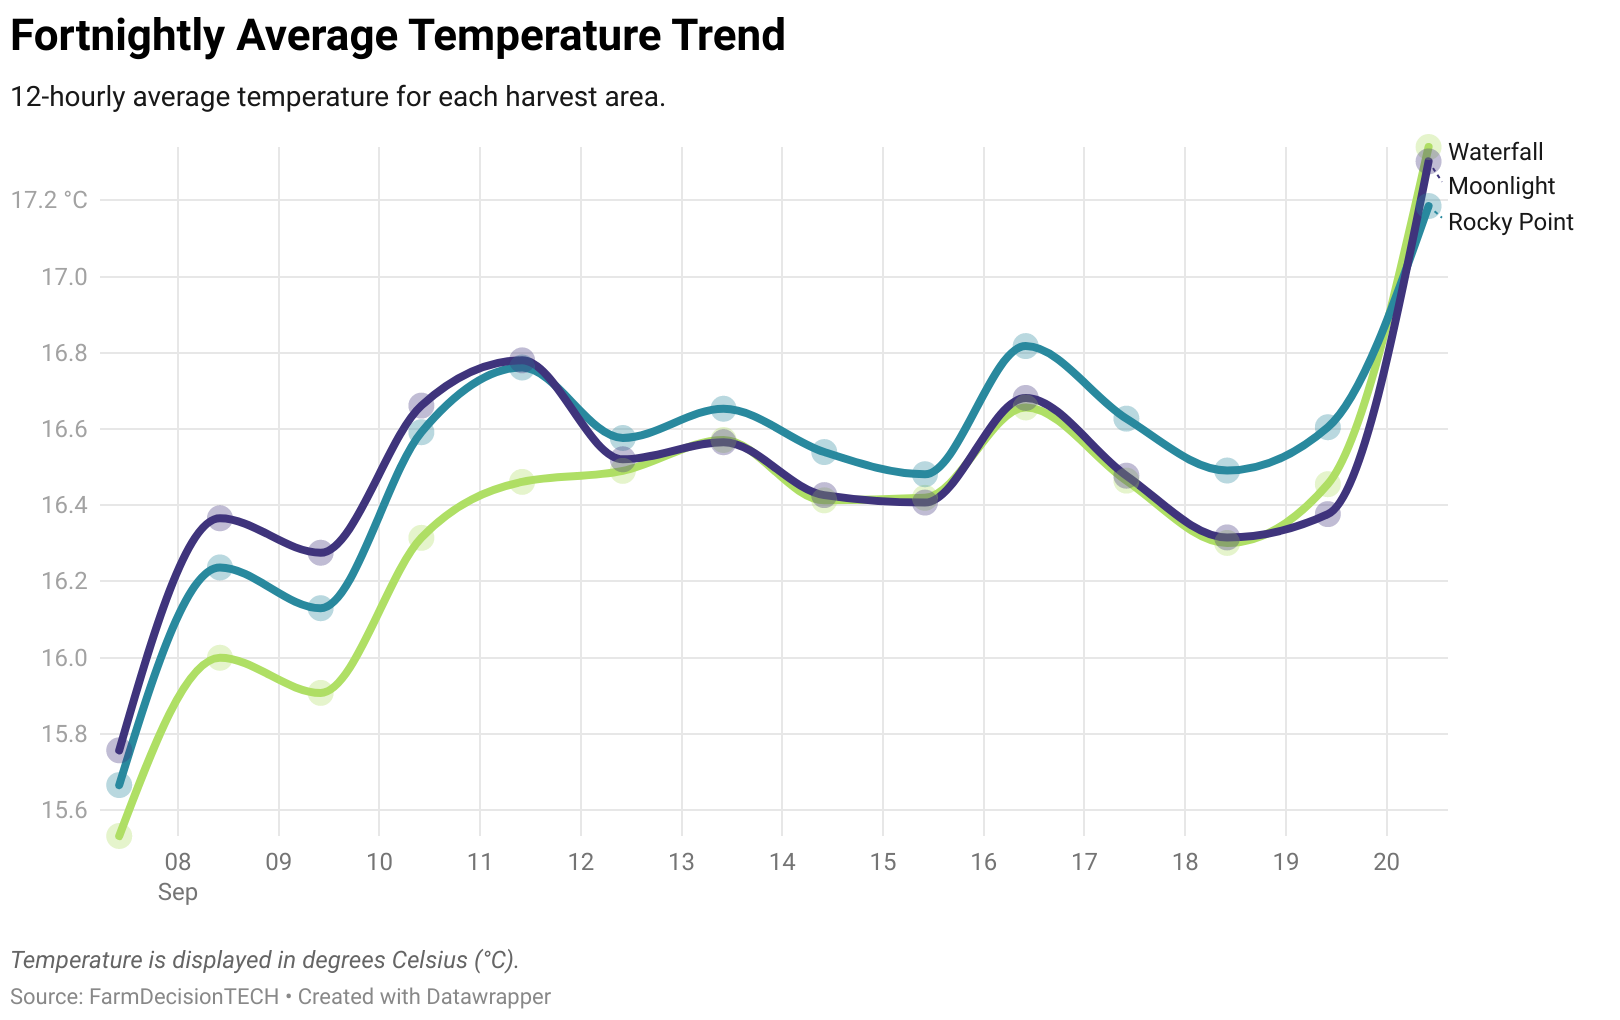 Fortnightly Average Temperature Trend
12-hourly average temperature for each harvest area.
Waterfall
Moonlight
Rocky Point
17.2 °C
17.0
16.8
16.6
16.4
16.2
16.0
15.8
15.6
08 09 10 11 12 13 14 15 16 17 18 19 20
Sep
Temperature is displayed in degrees Celsius (°C).
Source: FarmDecisionTECH • Created with Datawrapper